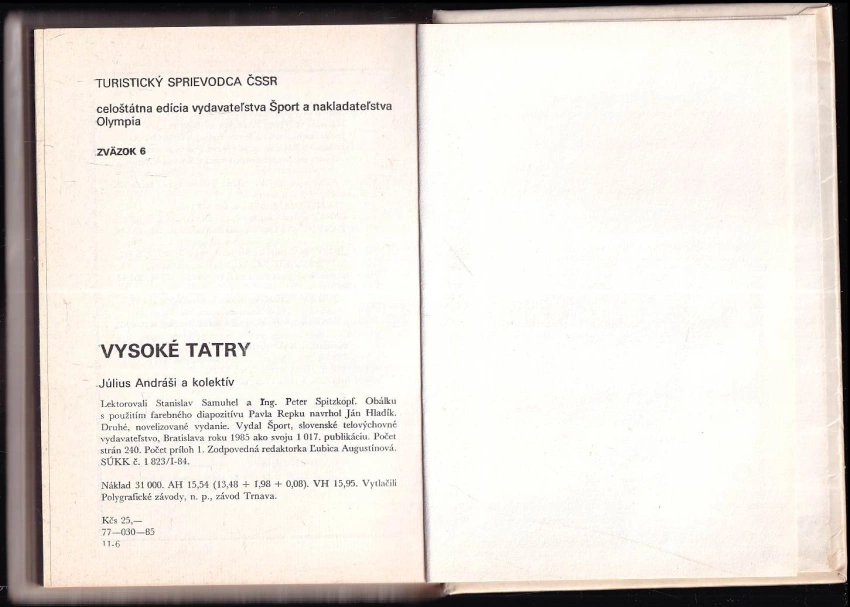 TURISTICKÝ SPRIEVODCA ČSSR
celoštátna edícia vydavateľstva Šport a nakladateľstva
Olympia
ZVÄZOK 6
VYSOKÉ TATRY
Július Andráši a kolektív
Lektorovali Stanislav Samuhel a Ing. Peter Spitzkopf. Obálku
s použitím farebného diapozitívu Pavla Repku navrhol Ján Hladík.
Druhé, novelizované vydanie. Vydal Šport, slovenské telovýchovné
vydavateľstvo, Bratislava roku 1985 ako svoju 1 017. publikáciu. Počet
strán 240. Počet príloh 1. Zodpovedná redaktorka Ľubica Augustínová.
SÚKK č. 1 823/I-84.
Náklad 31 000. AH 15,54 (13,48 + 1,98 + 0,08). VH 15,95. Vytlačili
Polygrafické závody, n. p., závod Trnava.
Kčs 25,—
77—030—85
11-6